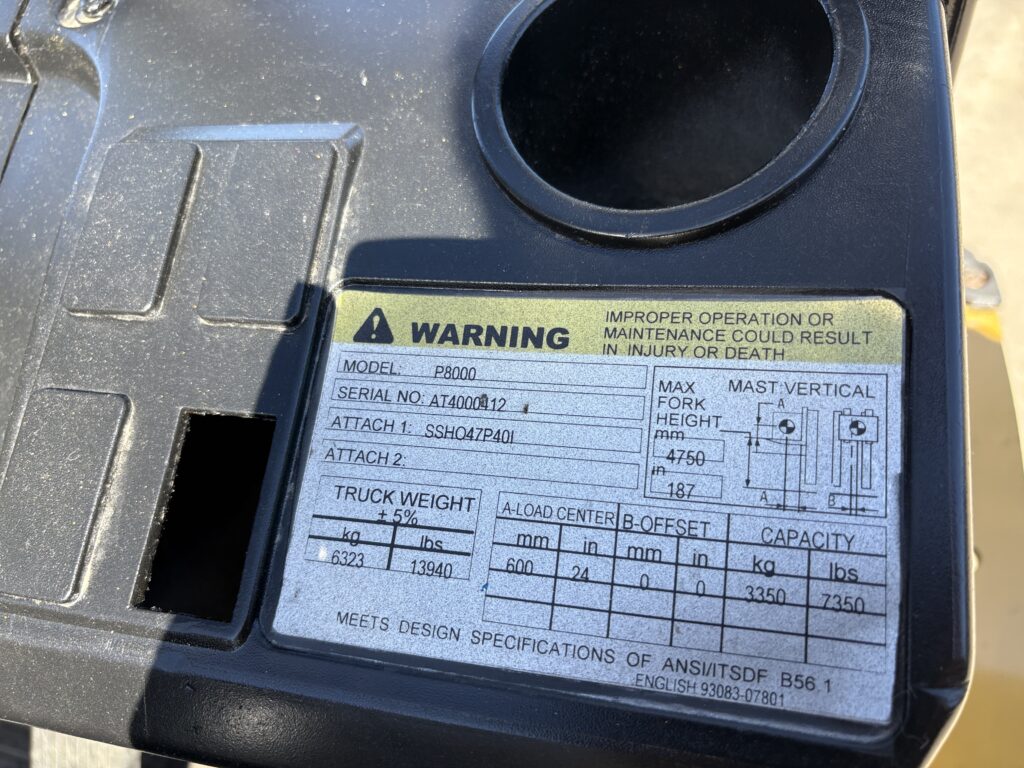 WARNING
IMPROPER OPERATION OR
MAINTENANCE COULD RESULT
IN INJURY OR DEATH
MODEL: P8000
SERIAL NO: AT4000412
ATTACH 1: SSHO47P40I
ATTACH 2:
MAX
FORK
HEIGHT
mm
4750
in
187
MAST VERTICAL
A
A
B
TRUCK WEIGHT
± 5%
kg lbs
6323 13940
A-LOAD CENTER B-OFFSET CAPACITY
mm in mm in kg lbs
600 24 0 0 3350 7350
MEETS DESIGN SPECIFICATIONS OF ANSI/ITSDF B56.1
ENGLISH 93083-07801